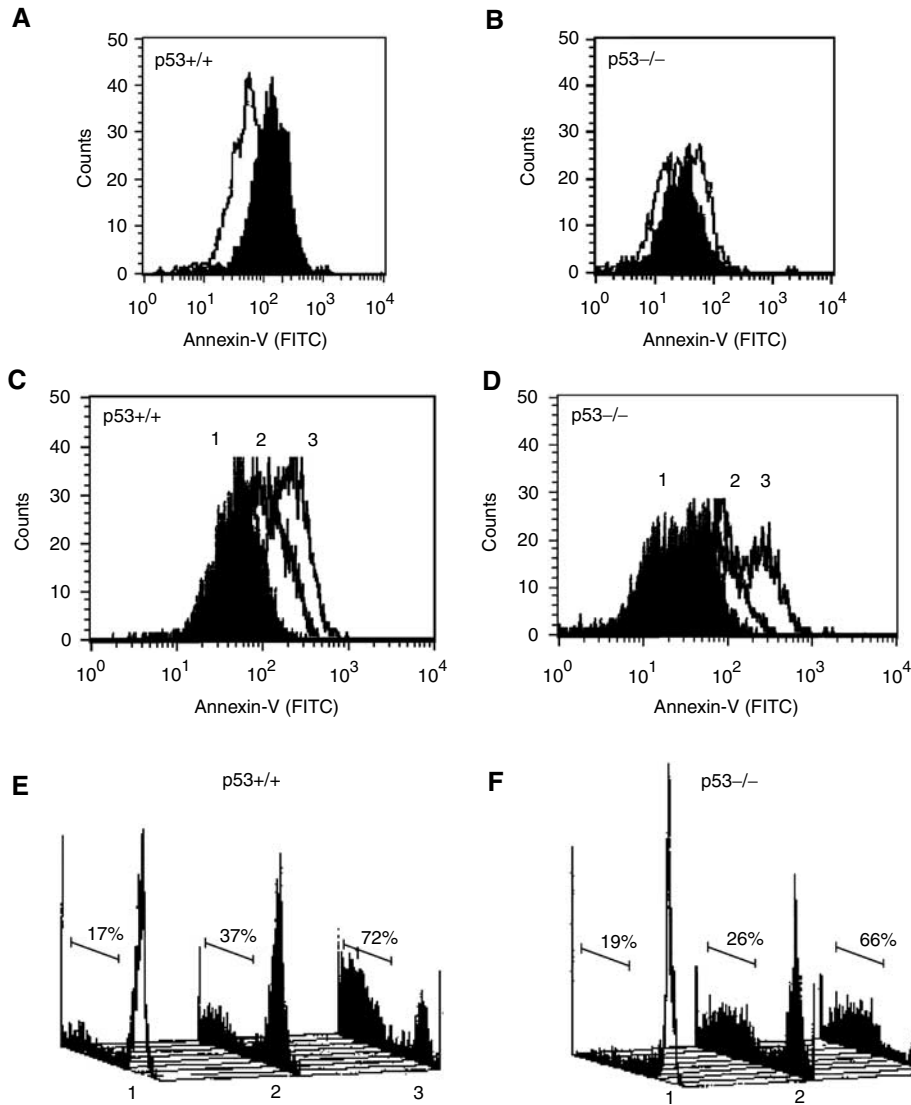 A
p53+/+
50
40
30
20
10
0
Counts
10^0 10^1 10^2 10^3 10^4
Annexin-V (FITC)
B
p53−/−
50
40
30
20
10
0
Counts
10^0 10^1 10^2 10^3 10^4
Annexin-V (FITC)
C
p53+/+
1 2 3
50
40
30
20
10
0
Counts
10^0 10^1 10^2 10^3 10^4
Annexin-V (FITC)
D
p53−/−
1 2 3
50
40
30
20
10
0
Counts
10^0 10^1 10^2 10^3 10^4
Annexin-V (FITC)
E
p53+/+
17% 37% 72%
1 2 3
F
p53−/−
19% 26% 66%
1 2